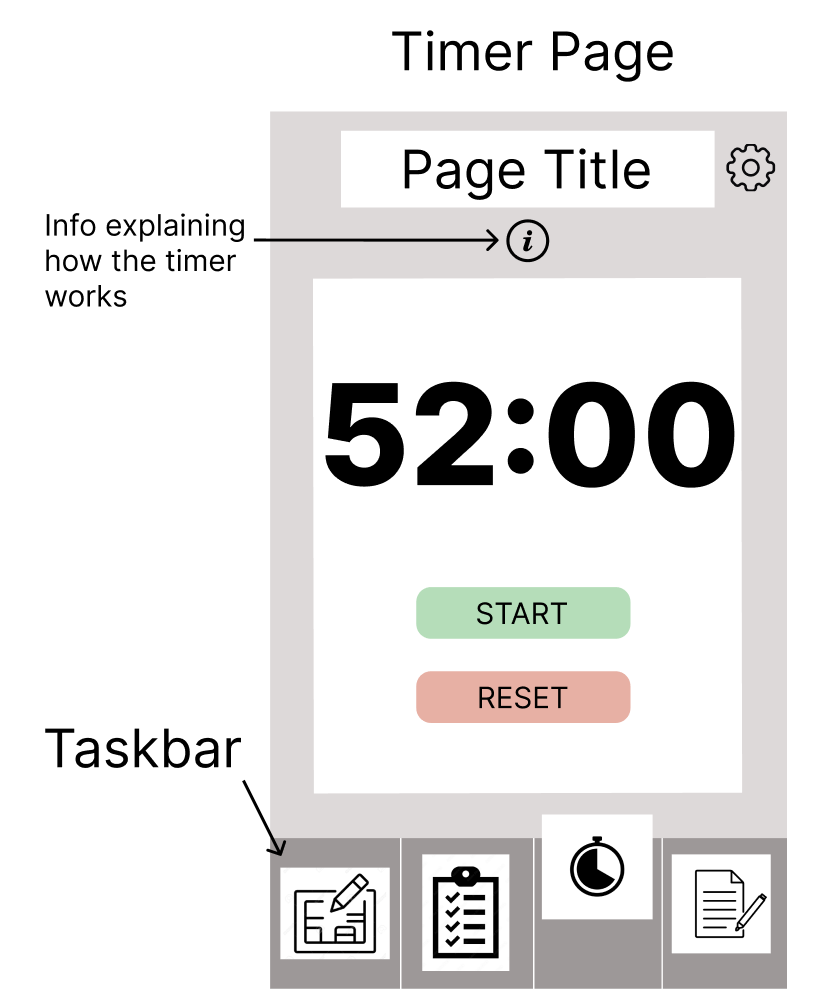 Timer Page
Page Title
Info explaining
how the timer
works
i
52:00
START
RESET
Taskbar